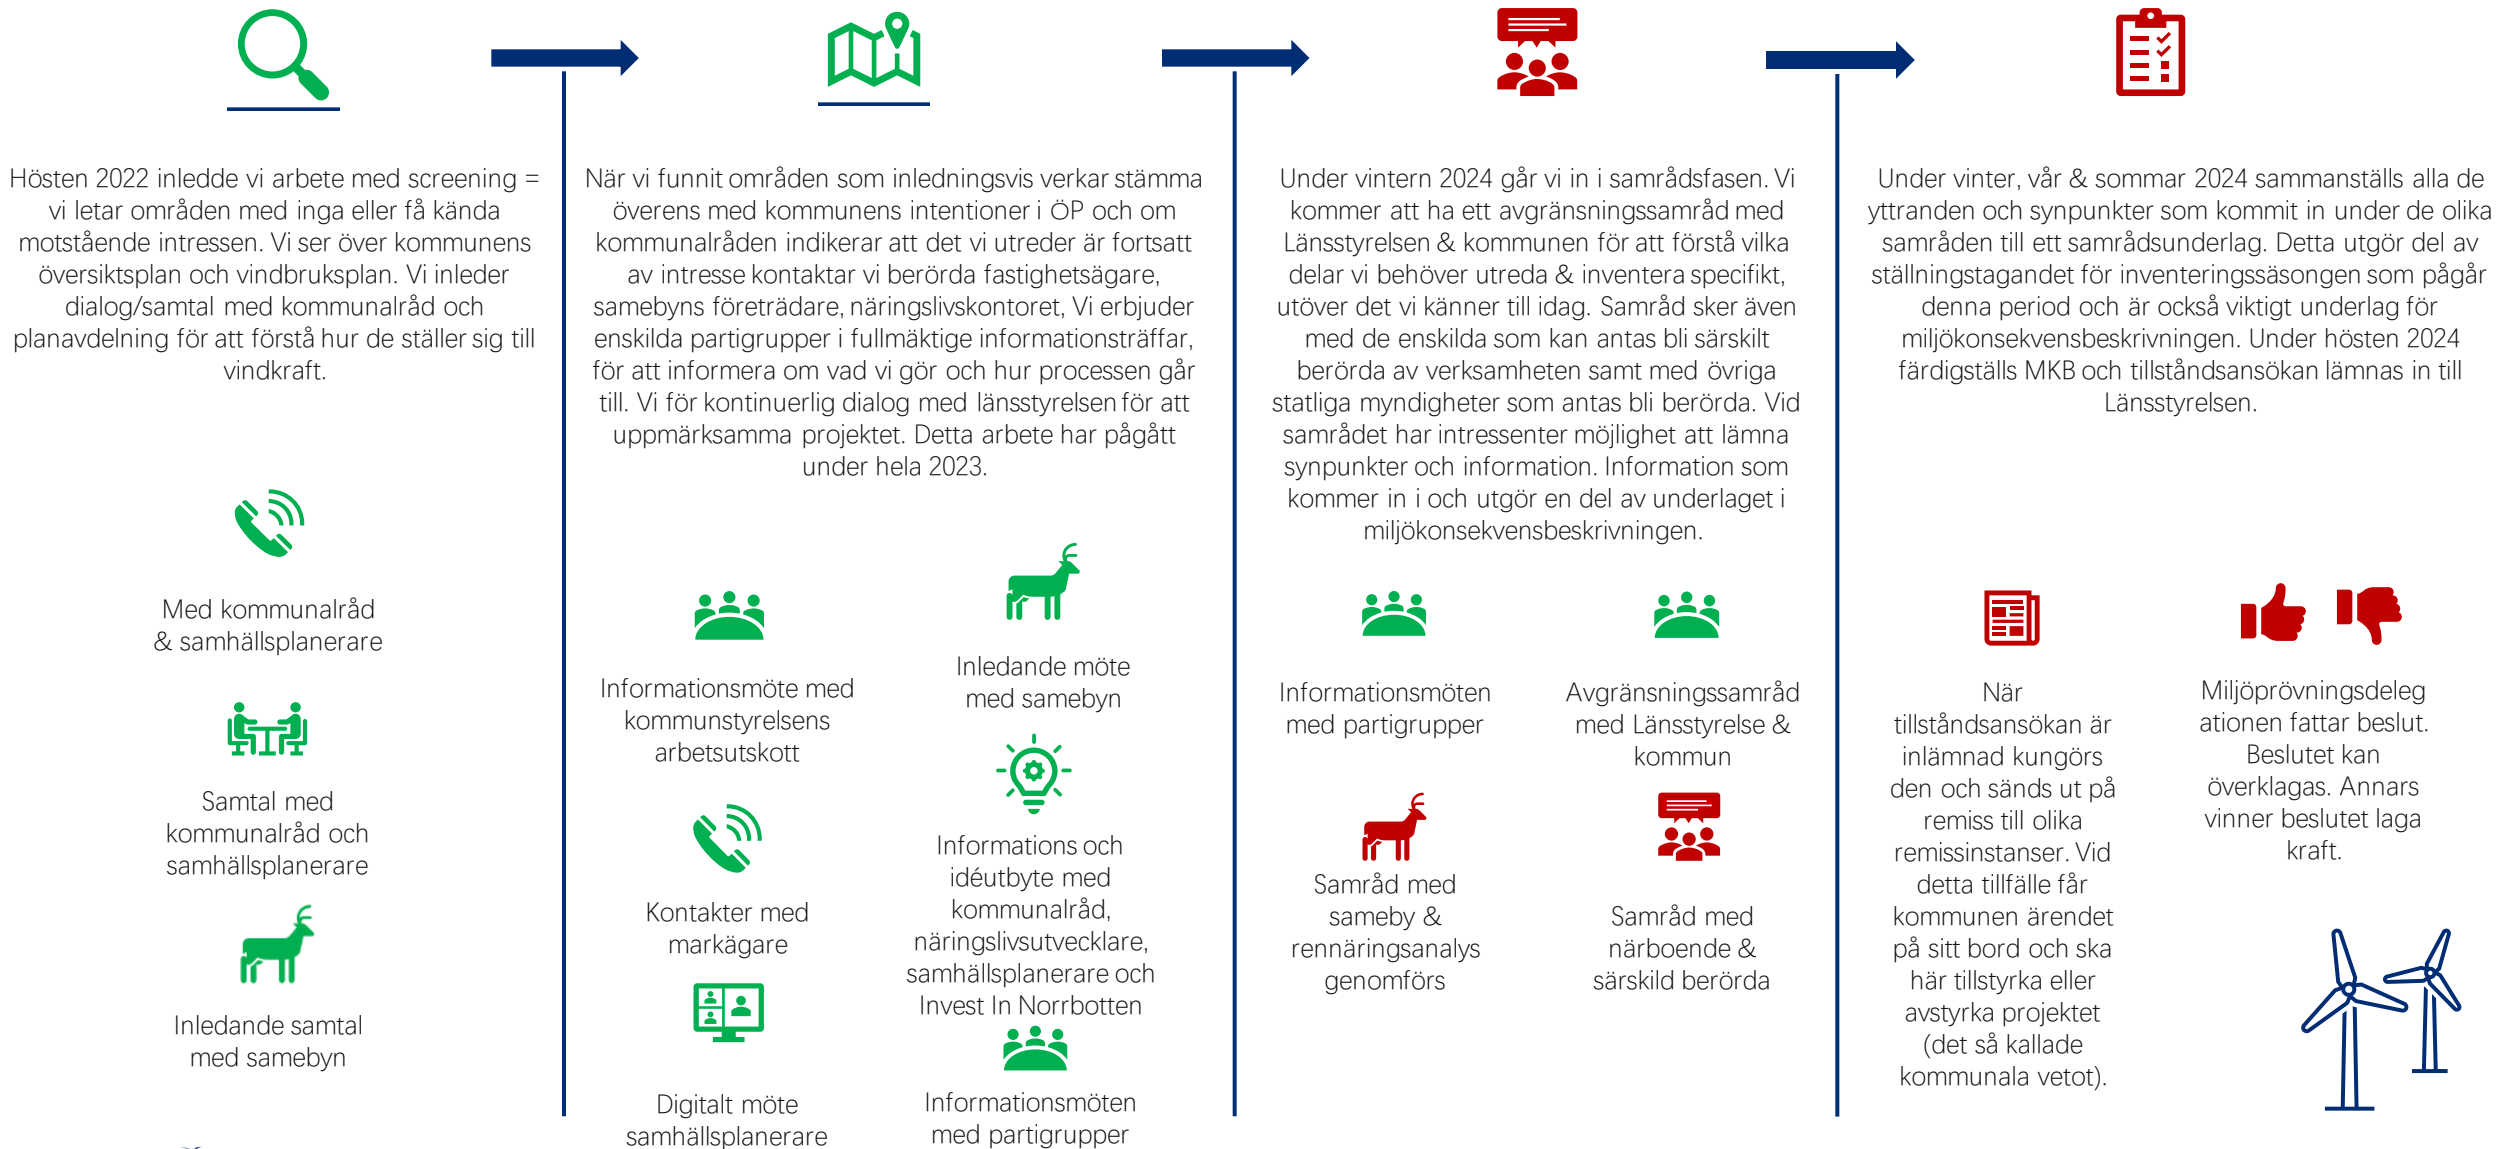 Hösten 2022 inledde vi arbete med screening =
vi letar områden med inga eller få kända
motstående intressen. Vi ser över kommunens
översiktsplan och vindbruksplan. Vi inleder
dialog/samtal med kommunalråd och
planavdelning för att förstå hur de ställer sig till
vindkraft.
Med kommunalråd
& samhällsplanerare
Samtal med
kommunalråd och
samhällsplanerare
Inledande samtal
med samebyn
När vi funnit områden som inledningsvis verkar stämma
överens med kommunens intentioner i ÖP och om
kommunalråden indikerar att det vi utreder är fortsatt
av intresse kontaktar vi berörda fastighetsägare,
samebyns företrädare, näringslivskontoret, Vi erbjuder
enskilda partigrupper i fullmäktige informationsträffar,
för att informera om vad vi gör och hur processen går
till. Vi för kontinuerlig dialog med länsstyrelsen för att
uppmärksamma projektet. Detta arbete har pågått
under hela 2023.
Informationsmöte med
kommunstyrelsens
arbetsutskott
Kontakter med
markägare
Digitalt möte
samhällsplanerare
Inledande möte
med samebyn
Informations och
idéutbyte med
kommunalråd,
näringslivsutvecklare,
samhällsplanerare och
Invest In Norrbotten
Informationsmöten
med partigrupper
Under vintern 2024 går vi in i samrådsfasen. Vi
kommer att ha ett avgränsningssamråd med
Länsstyrelsen & kommunen för att förstå vilka
delar vi behöver utreda & inventera specifikt,
utöver det vi känner till idag. Samråd sker även
med de enskilda som kan antas bli särskilt
berörda av verksamheten samt med övriga
statliga myndigheter som antas bli berörda. Vid
samrådet har intressenter möjlighet att lämna
synpunkter och information. Information som
kommer in i och utgör en del av underlaget i
miljökonsekvensbeskrivningen.
Informationsmöten
med partigrupper
Samråd med
sameby &
rennäringsanalys
genomförs
Avgränsningssamråd
med Länsstyrelse &
kommun
Samråd med
närboende &
särskild berörda
Under vinter, vår & sommar 2024 sammanställs alla de
yttranden och synpunkter som kommit in under de olika
samråden till ett samrådsunderlag. Detta utgör del av
ställningstagandet för inventeringssäsongen som pågår
denna period och är också viktigt underlag för
miljökonsekvensbeskrivningen. Under hösten 2024
färdigställs MKB och tillståndsansökan lämnas in till
Länsstyrelsen.
När
tillståndsansökan är
inlämnad kungörs
den och sänds ut på
remiss till olika
remissinstanser. Vid
detta tillfälle får
kommunen ärendet
på sitt bord och ska
här tillstyrka eller
avstyrka projektet
(det så kallade
kommunala vetot).
Miljöprövningsdeleg
ationen fattar beslut.
Beslutet kan
överklagas. Annars
vinner beslutet laga
kraft.